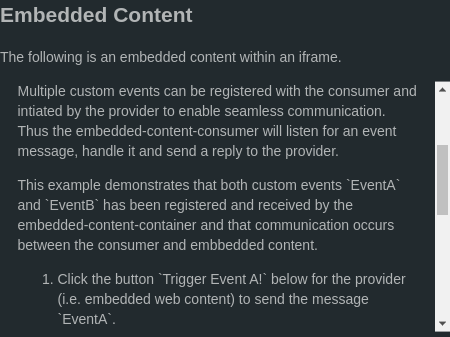 Embedded Content
The following is an embedded content within an iframe.
Multiple custom events can be registered with the consumer and
intiated by the provider to enable seamless communication.
Thus the embedded-content-consumer will listen for an event
message, handle it and send a reply to the provider.
This example demonstrates that both custom events `EventA`
and `EventB` has been registered and received by the
embedded-content-container and that communication occurs
between the consumer and embbedded content.
1. Click the button `Trigger Event A!` below for the provider
(i.e. embedded web content) to send the message
`EventA`.